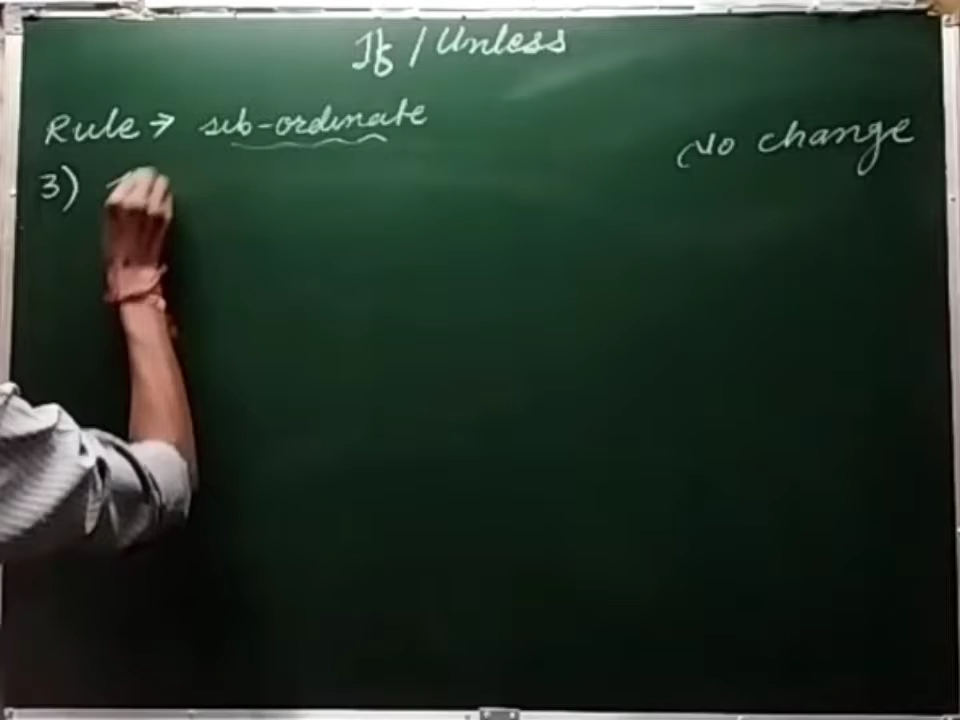 If / Unless
Rule → sub-ordinate
No change
3)